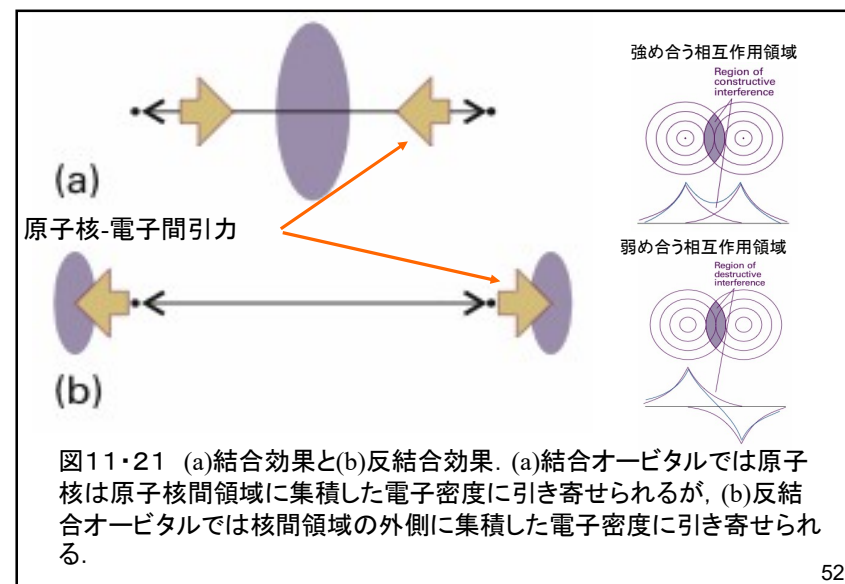 (a)
原子核-電子間引力
(b)
強め合う相互作用領域
Region of
constructive
interference
弱め合う相互作用領域
Region of
destructive
interference
図11・21 (a)結合効果と(b)反結合効果. (a)結合オービタルでは原子
核は原子核間領域に集積した電子密度に引き寄せられるが, (b)反結
合オービタルでは核間領域の外側に集積した電子密度に引き寄せられ
る.
52